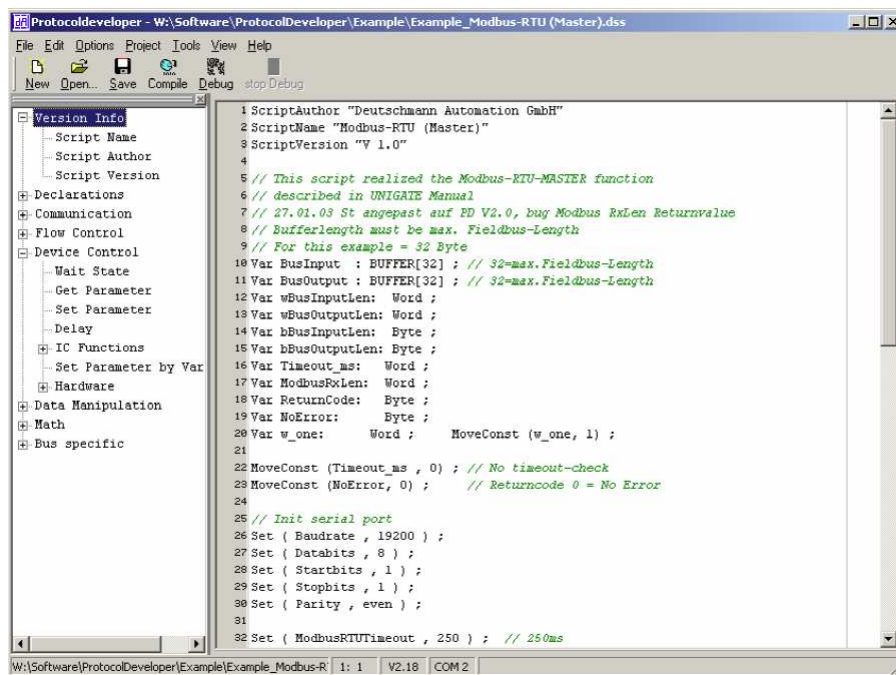 Protocoldeveloper - W:\Software\ProtocolDeveloper\Example\Example_Modbus-RTU (Master).dss
File Edit Options Project Tools View Help
New Open... Save Compile Debug stop Debug
Version Info
Script Name
Script Author
Script Version
Declarations
Communication
Flow Control
Device Control
Wait State
Get Parameter
Set Parameter
Delay
IC Functions
Set Parameter by Var
Hardware
Data Manipulation
Math
Bus specific
1 ScriptAuthor "Deutschmann Automation GmbH"
2 ScriptName "Modbus-RTU (Master)"
3 ScriptVersion "V 1.0"
4
5 // This script realized the Modbus-RTU-MASTER function
6 // described in UNIGATE Manual
7 // 27.01.03 St angepast auf PD V2.0, bug Modbus RxLen Returnvalue
8 // Bufferlength must be max. Fieldbus-Length
9 // For this example = 32 Byte
10 Var BusInput : BUFFER[32] ; // 32=max.Fieldbus-Length
11 Var BusOutput : BUFFER[32] ; // 32=max.Fieldbus-Length
12 Var wBusInputLen: Word ;
13 Var wBusOutputLen: Word ;
14 Var bBusInputLen: Byte ;
15 Var bBusOutputLen: Byte ;
16 Var Timeout_ms: Word ;
17 Var ModbusRxLen: Word ;
18 Var ReturnCode: Byte ;
19 Var NoError: Byte ;
20 Var w_one: Word ; MoveConst (w_one, 1) ;
21
22 MoveConst (Timeout_ms , 0) ; // No timeout-check
23 MoveConst (NoError, 0) ; // Returncode 0 = No Error
24
25 // Init serial port
26 Set ( Baudrate , 19200 ) ;
27 Set ( Databits , 8 ) ;
28 Set ( Startbits , 1 ) ;
29 Set ( Stopbits , 1 ) ;
30 Set ( Parity , even ) ;
31
32 Set ( ModbusRTUTimeout , 250 ) ; // 250ms
W:\Software\ProtocolDeveloper\Example\Example_Modbus-R 1: 1 V2.18 COM 2